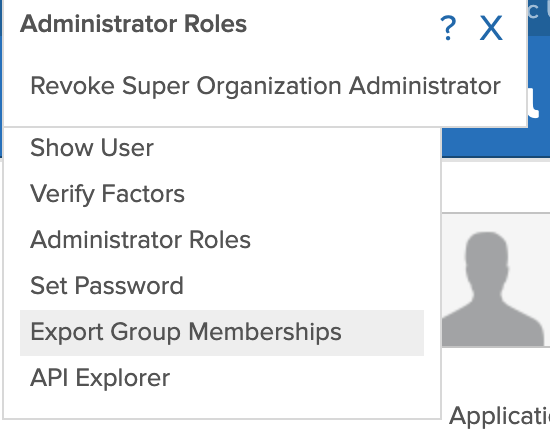 Administrator Roles
? X
Revoke Super Organization Administrator
Show User
Verify Factors
Administrator Roles
Set Password
Export Group Memberships
API Explorer